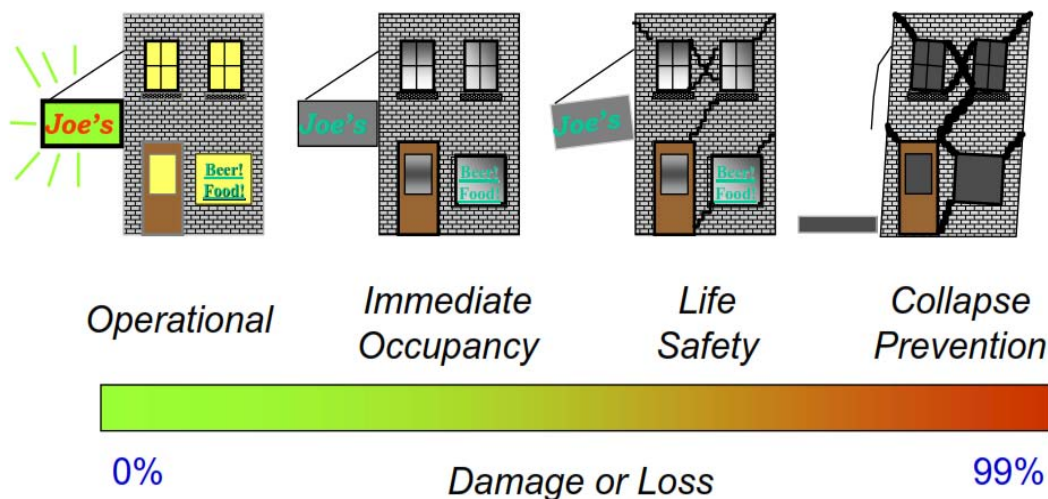 Joe's
Beer!
Food!
Joe's
Beer!
Food!
Joe's
Beer!
Food!
Operational
Immediate
Occupancy
Life
Safety
Collapse
Prevention
0%
Damage or Loss
99%